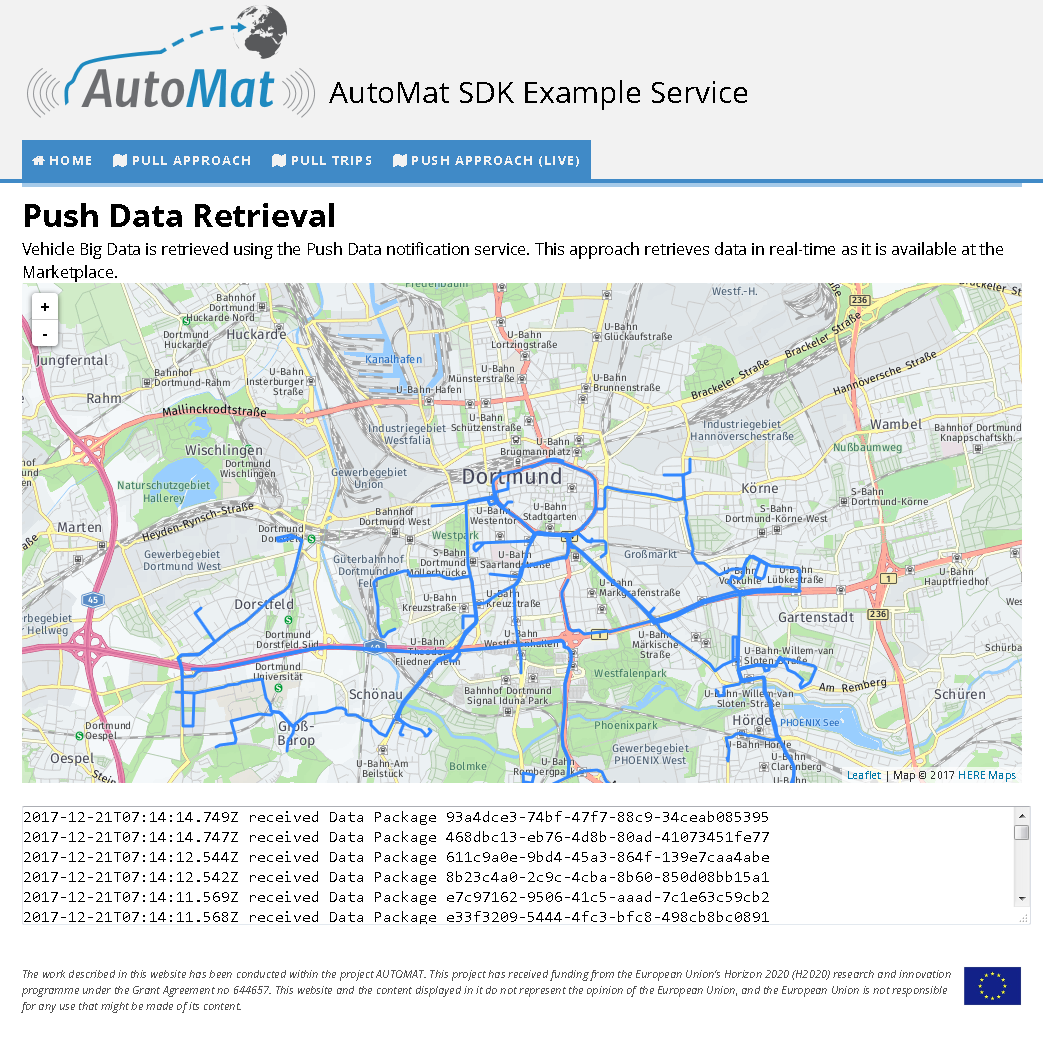 AutoMat
AutoMat SDK Example Service
HOME PULL APPROACH PULL TRIPS PUSH APPROACH (LIVE)
Push Data Retrieval
Vehicle Big Data is retrieved using the Push Data notification service. This approach retrieves data in real-time as it is available at the
Marketplace.
+
-
Westf.-H.
236
Brackeler Straße
Bahnhof
Dortmund
Huckarde Nord
Dortmund
Huckarde
Huckarde
U-Bahn
Lortzingstraße
U-Bahn
Glückaufstraße
Brackeler Straße
Jungferntal
Kanalhafen
Bahnhof
Dortmund-Rahm
U-Bahn
Insterburger
Straße
U-Bahn-Hafen
U-Bahn
Münsterstraße
U-Bahn
Brunnenstraße
Brackeler Straße
Hannöversche Straße
Rahm
Mallinckrodtstraße
Industriegebiet
Westfalia
U-Bahn
Schützenstraße
U-Bahn
Brügmannplatz
Industriegebiet
Hannöverschestraße
Wambel
Bahnhof Dortmund
Knappschaftskh.
Nußbaumweg
Wischlingen
Dortmund
Wischlingen
Gewerbegebiet
Union
Dortmund
Naturschutzgebiet
Hallerey
Körne
S-Bahn
Dortmund-Körne
Heyden-Rynsch-Straße
Bahnhof
Dortmund West
U-Bahn
Westentor
U-Bahn
Stadtgarten
S-Bahn
Dortmund-Körne-West
Marten
Westpark
Gewerbegebiet
Dortmund West
Güterbahnhof
S-Bahn
Möllerbrücke
U-Bahn
Großmarkt
U-Bahn
Lübkestraße
U-Bahn
Hauptfriedhof
1
45
Dorstfeld
U-Bahn
Kreuzstraße
U-Bahn
Kreuzstraße
U-Bahn
Markgrafenstraße
Gartenstadt
236
Hellweg
Dortmund
Dorstfeld Süd
U-Bahn
U-Bahn
1
U-Bahn
Märkische
Straße
U-Bahn-Willem-van
Sloten-Straße
Dortmund
Universität
Westfalenpark
Am Remberg
Schönau
Bahnhof Dortmund
Signal Iduna Park
U-Bahn-Willem-van
Sloten-Straße
Schüren
Dortmund
Oespel
Groß-
Barop
Phoenixpark
Hörde
PHOENIX See
Oespel
U-Bahn-Am
Beilstück
Bolmke
U-Bahn
Rombergpark
Gewerbegebiet
PHOENIX West
U-Bahn-Hörde
U-Bahn
Clarenberg
Leaflet | Map © 2017 HERE Maps
2017-12-21T07:14:14.749Z received Data Package 93a4dce3-74bf-47f7-88c9-34ceab085395
2017-12-21T07:14:14.747Z received Data Package 468dbc13-eb76-4d8b-80ad-41073451fe77
2017-12-21T07:14:12.544Z received Data Package 611c9a0e-9bd4-45a3-864f-139e7caa4abe
2017-12-21T07:14:12.542Z received Data Package 8b23c4a0-2c9c-4cba-8b60-850d08bb15a1
2017-12-21T07:14:11.569Z received Data Package e7c97162-9506-41c5-aaad-7c1e63c59cb2
2017-12-21T07:14:11.568Z received Data Package e33f3209-5444-4fc3-bfc8-498cb8bc0891
The work described in this website has been conducted within the project AUTOMAT. This project has received funding from the European Union's Horizon 2020 (H2020) research and innovation
programme under the Grant Agreement no 644657. This website and the content displayed in it do not represent the opinion of the European Union, and the European Union is not responsible
for any use that might be made of its content.